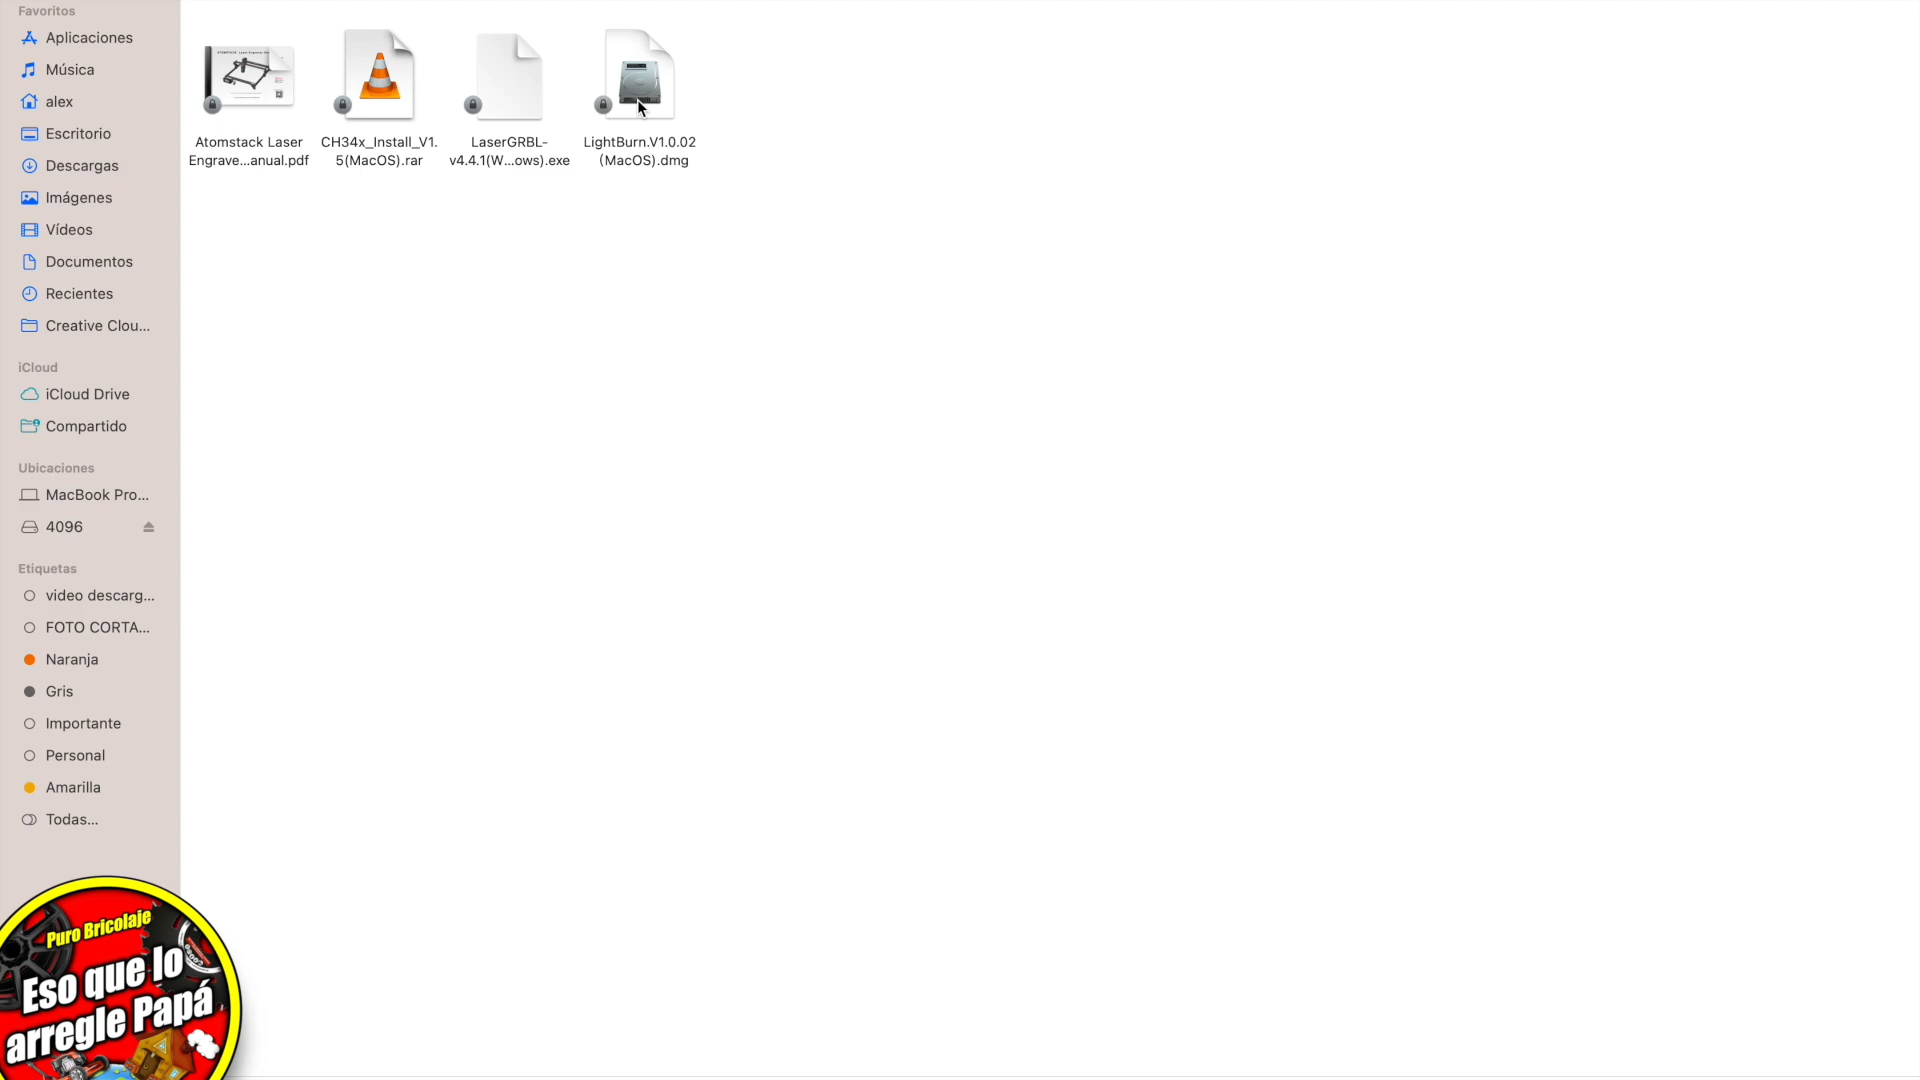 Favoritos
Aplicaciones
Música
alex
Escritorio
Descargas
Imágenes
Vídeos
Documentos
Recientes
Creative Clou...
iCloud
iCloud Drive
Compartido
Ubicaciones
MacBook Pro...
4096
Etiquetas
video descarg...
FOTO CORTA...
Naranja
Gris
Importante
Personal
Amarilla
Todas...
Atomstack Laser
Engrave...anual.pdf
CH34x_Install_V1.
5(MacOS).rar
LaserGRBL-
v4.4.1(W...ows).exe
LightBurn.V1.0.02
(MacOS).dmg
Puro Bricolaje
Eso que lo
arregle Papá